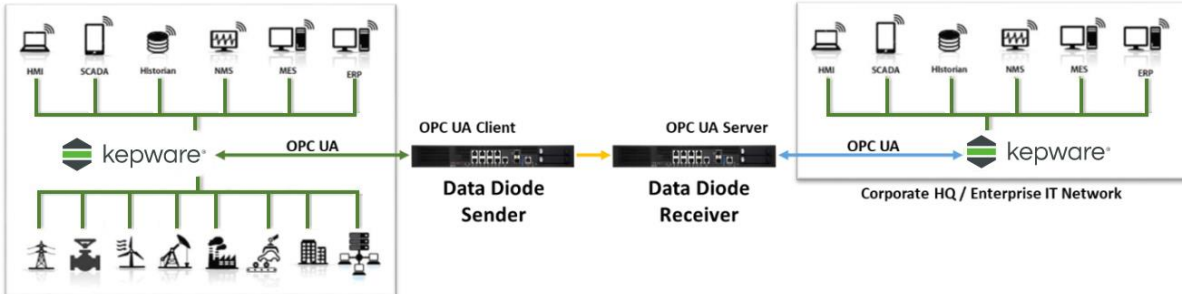 HMI SCADA Historian NMS MES ERP
kepware®
OPC UA
OPC UA Client
Data Diode
Sender
OPC UA Server
Data Diode
Receiver
HMI SCADA Historian NMS MES ERP
OPC UA
kepware®
Corporate HQ / Enterprise IT Network